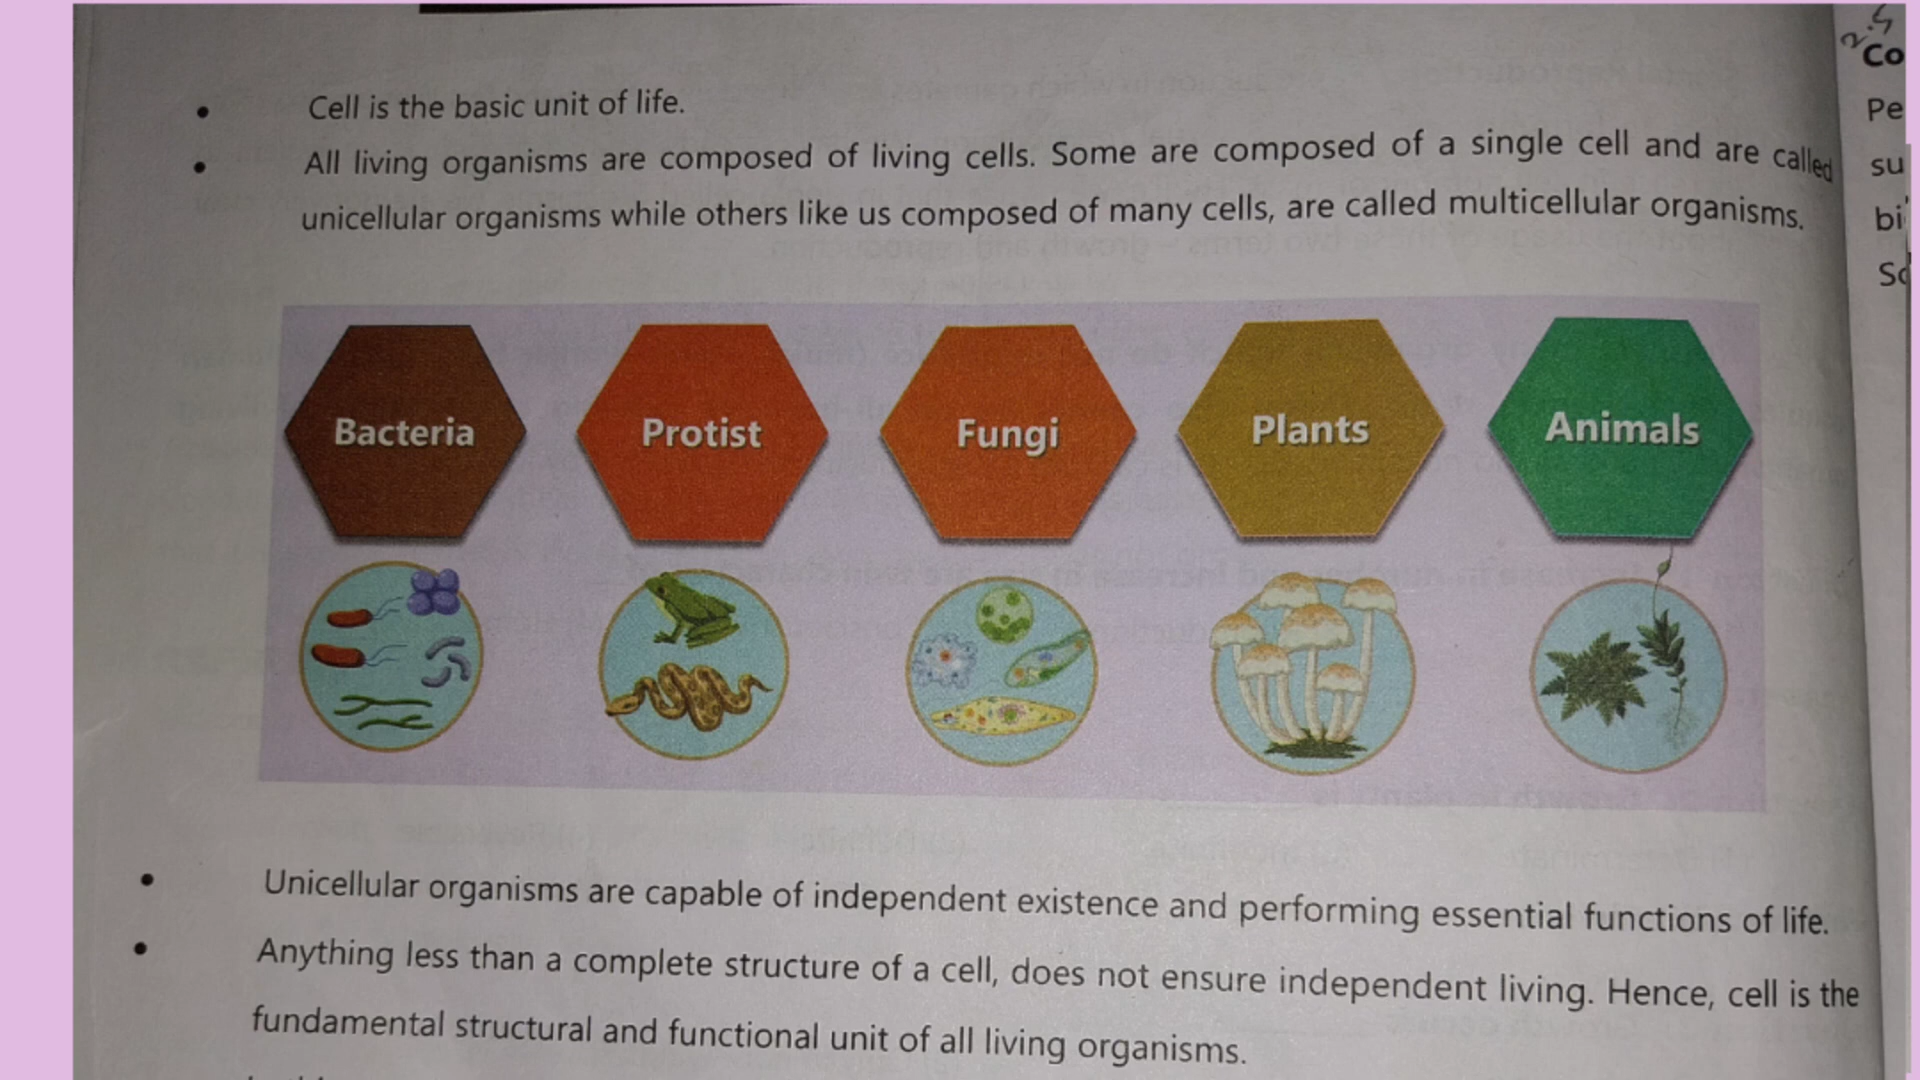 Cell is the basic unit of life.
All living organisms are composed of living cells. Some are composed of a single cell and are called
unicellular organisms while others like us composed of many cells, are called multicellular organisms.
Bacteria
Protist
Fungi
Plants
Animals
Unicellular organisms are capable of independent existence and performing essential functions of life.
Anything less than a complete structure of a cell, does not ensure independent living. Hence, cell is the
fundamental structural and functional unit of all living organisms.
Co
Pe
su
bi